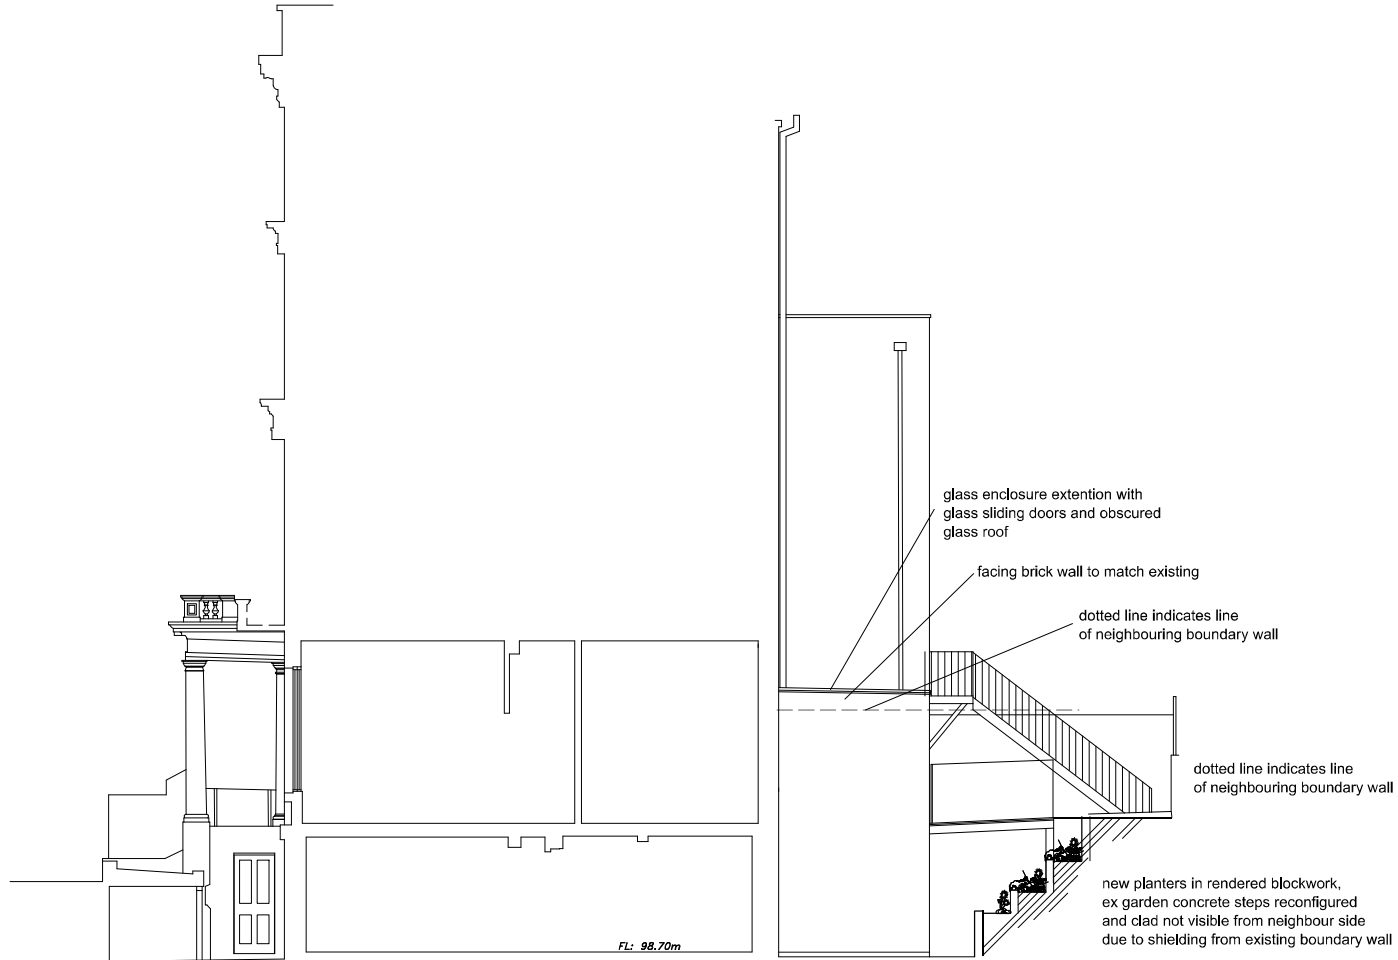 glass enclosure extention with
glass sliding doors and obscured
glass roof
facing brick wall to match existing
dotted line indicates line
of neighbouring boundary wall
dotted line indicates line
of neighbouring boundary wall
new planters in rendered blockwork,
ex garden concrete steps reconfigured
and clad not visible from neighbour side
due to shielding from existing boundary wall
FL: 98.70m